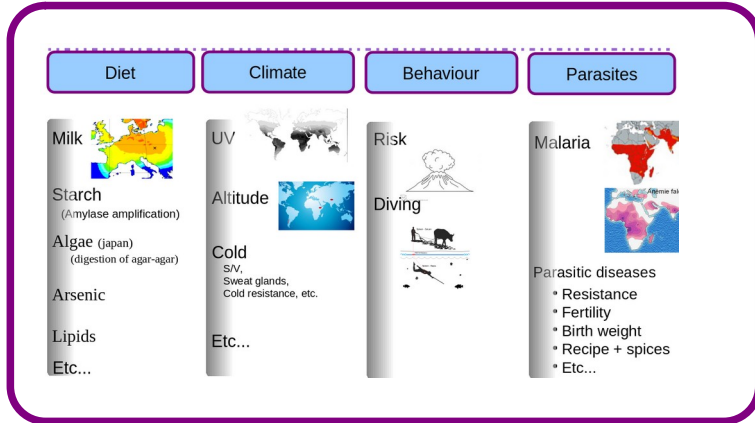 Diet
Climate
Behaviour
Parasites
Milk
Starch
(Amylase amplification)
Algae (japan)
(digestion of agar-agar)
Arsenic
Lipids
Etc...
UV
Altitude
Cold
S/V,
Sweat glands,
Cold resistance, etc.
Etc...
Risk
Diving
Malaria
Parasitic diseases
• Resistance
• Fertility
• Birth weight
• Recipe + spices
• Etc...